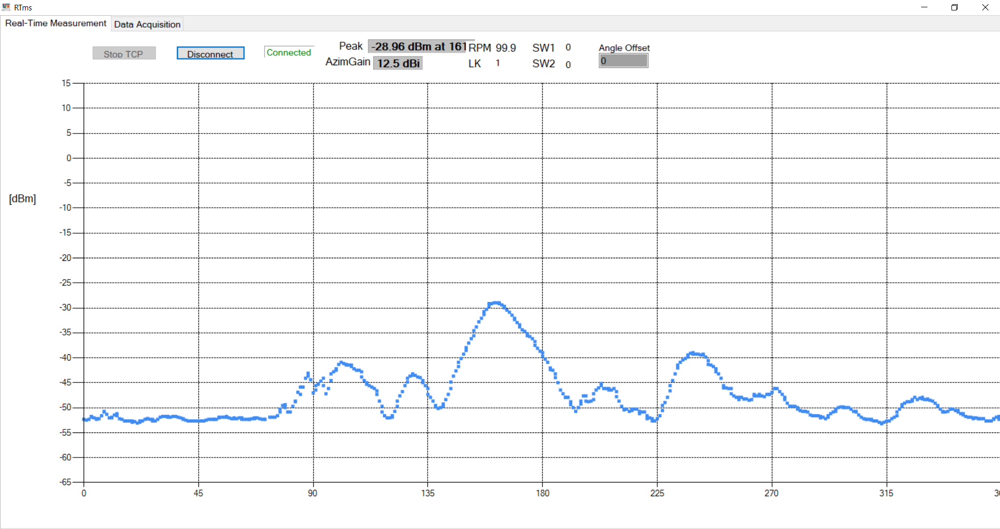 RTms
Real-Time Measurement Data Acquisition
Stop TCP Disconnect Connected
Peak -28.96 dBm at 161 RPM 99.9 SW1 0
AzimGain 12.5 dBi LK 1 SW2 0
Angle Offset
0
[dBm]
15
10
5
0
-5
-10
-15
-20
-25
-30
-35
-40
-45
-50
-55
-60
-65
0 45 90 135 180 225 270 315